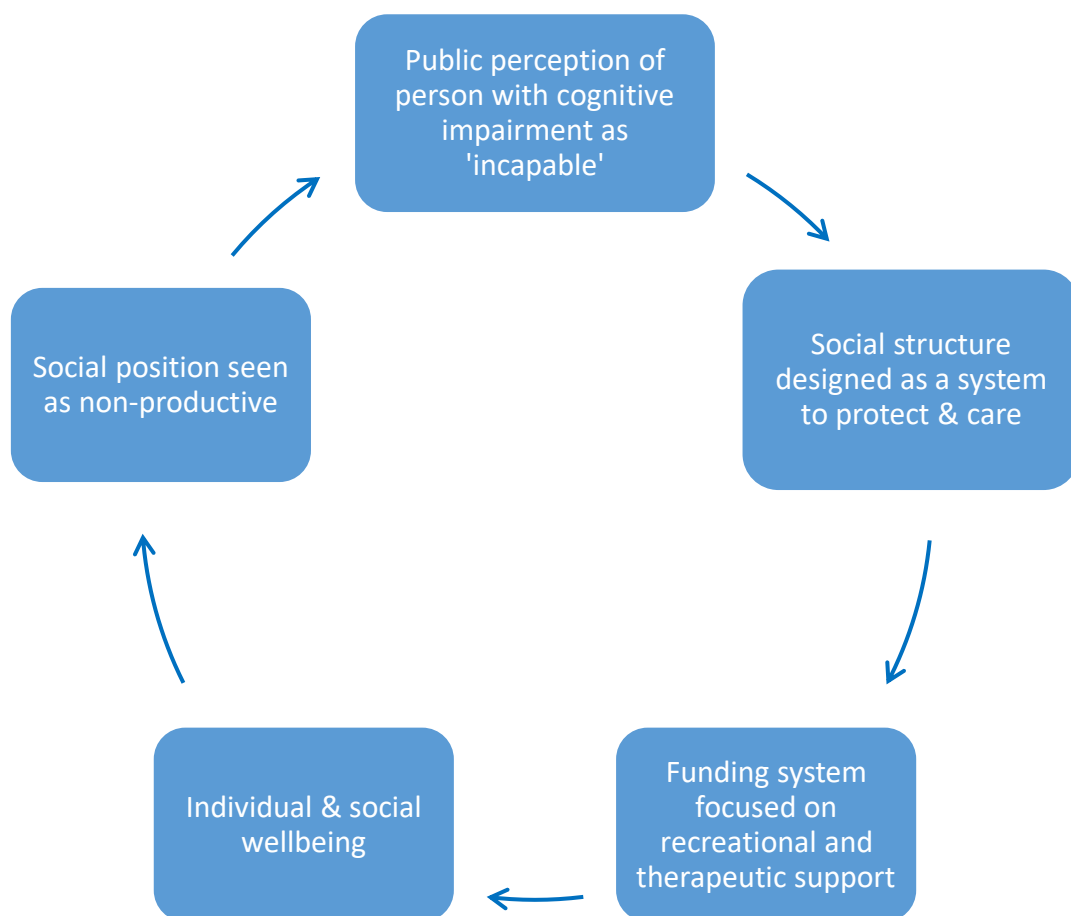 Public perception of
person with cognitive
impairment as
'incapable'
Social structure
designed as a system
to protect & care
Funding system
focused on
recreational and
therapeutic support
Individual & social
wellbeing
Social position seen
as non-productive